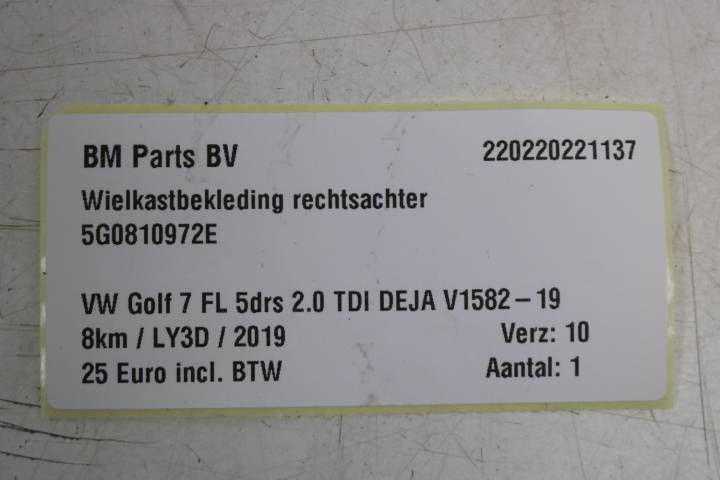 BM Parts BV 220220221137
Wielkastbekleding rechtsachter
5G0810972E
VW Golf 7 FL 5drs 2.0 TDI DEJA V1582-19
8km / LY3D / 2019 Verz: 10
25 Euro incl. BTW Aantal: 1